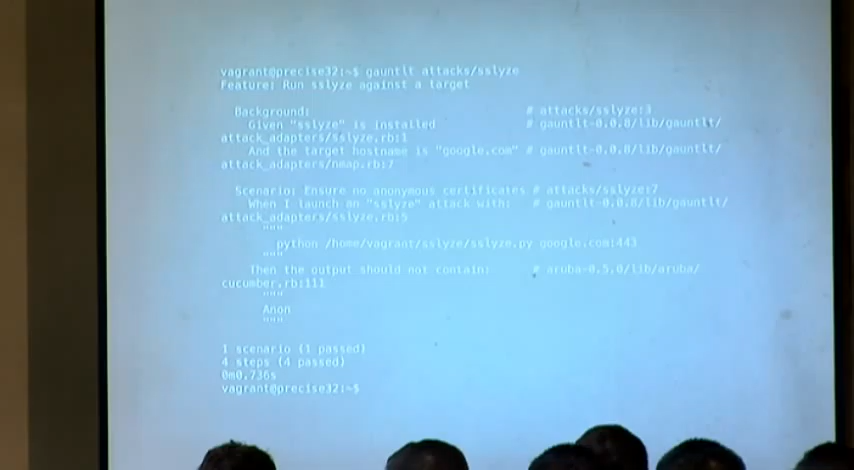 vagrant@precise32:~$ gauntlt attacks/sslyze
Feature: Run sslyze against a target
Background: # attacks/sslyze:3
Given "sslyze" is installed # gauntlt-0.0.8/lib/gauntlt/
attack_adapters/sslyze.rb:1
And the target hostname is "google.com" # gauntlt-0.0.8/lib/gauntlt/
attack_adapters/nmap.rb:7
Scenario: Ensure no anonymous certificates # attacks/sslyze:7
When I launch an "sslyze" attack with: # gauntlt-0.0.8/lib/gauntlt/
attack_adapters/sslyze.rb:5
"""
python /home/vagrant/sslyze/sslyze.py google.com:443
"""
Then the output should not contain: # aruba-0.5.0/lib/aruba/
cucumber.rb:111
"""
Anon
"""
1 scenario (1 passed)
4 steps (4 passed)
0m0.736s
vagrant@precise32:~$